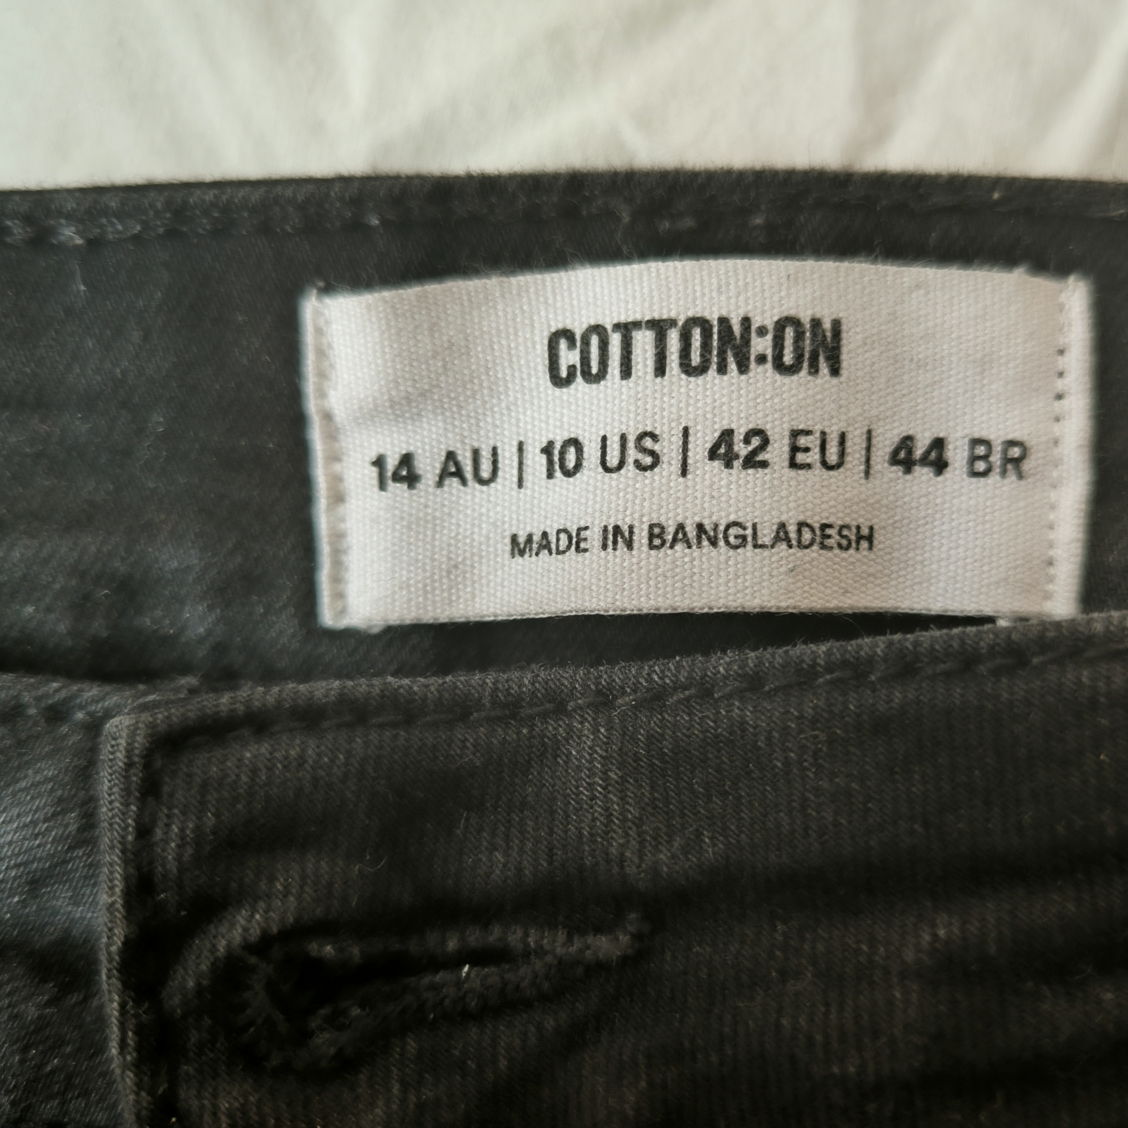 COTTON:ON
14 AU | 10 US | 42 EU | 44 BR
MADE IN BANGLADESH